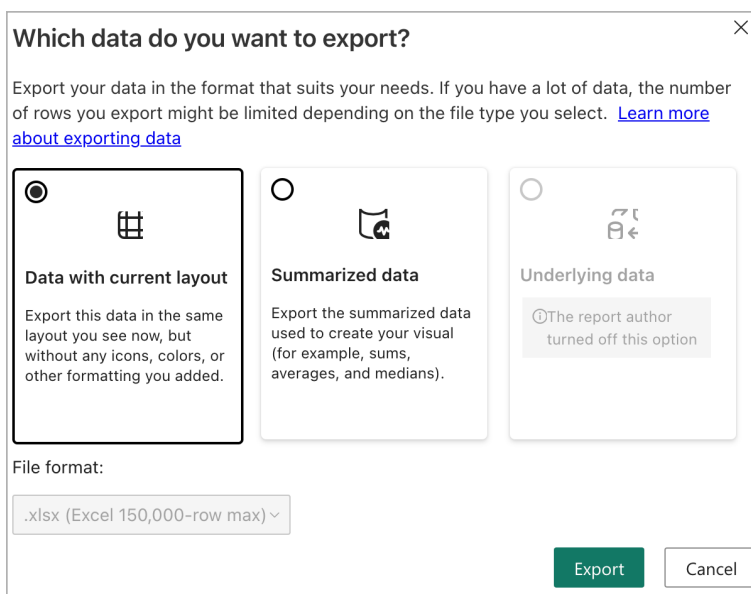 Which data do you want to export?
Export your data in the format that suits your needs. If you have a lot of data, the number
of rows you export might be limited depending on the file type you select. Learn more
about exporting data
Data with current layout
Export this data in the same
layout you see now, but
without any icons, colors, or
other formatting you added.
Summarized data
Export the summarized data
used to create your visual
(for example, sums,
averages, and medians).
Underlying data
The report author
turned off this option
File format:
.xlsx (Excel 150,000-row max)
Export
Cancel